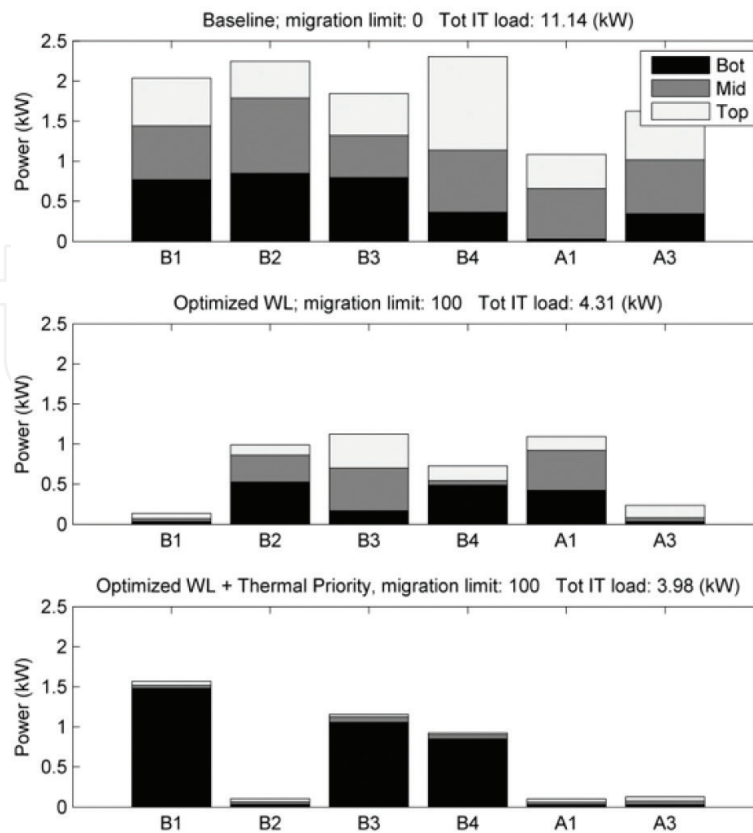 Baseline; migration limit: 0 Tot IT load: 11.14 (kW)
2.5
2
1.5
1
0.5
0
Power (kW)
Bot
Mid
Top
B1 B2 B3 B4 A1 A3
Optimized WL; migration limit: 100 Tot IT load: 4.31 (kW)
2.5
2
1.5
1
0.5
0
Power (kW)
B1 B2 B3 B4 A1 A3
Optimized WL + Thermal Priority, migration limit: 100 Tot IT load: 3.98 (kW)
2.5
2
1.5
1
0.5
0
Power (kW)
B1 B2 B3 B4 A1 A3